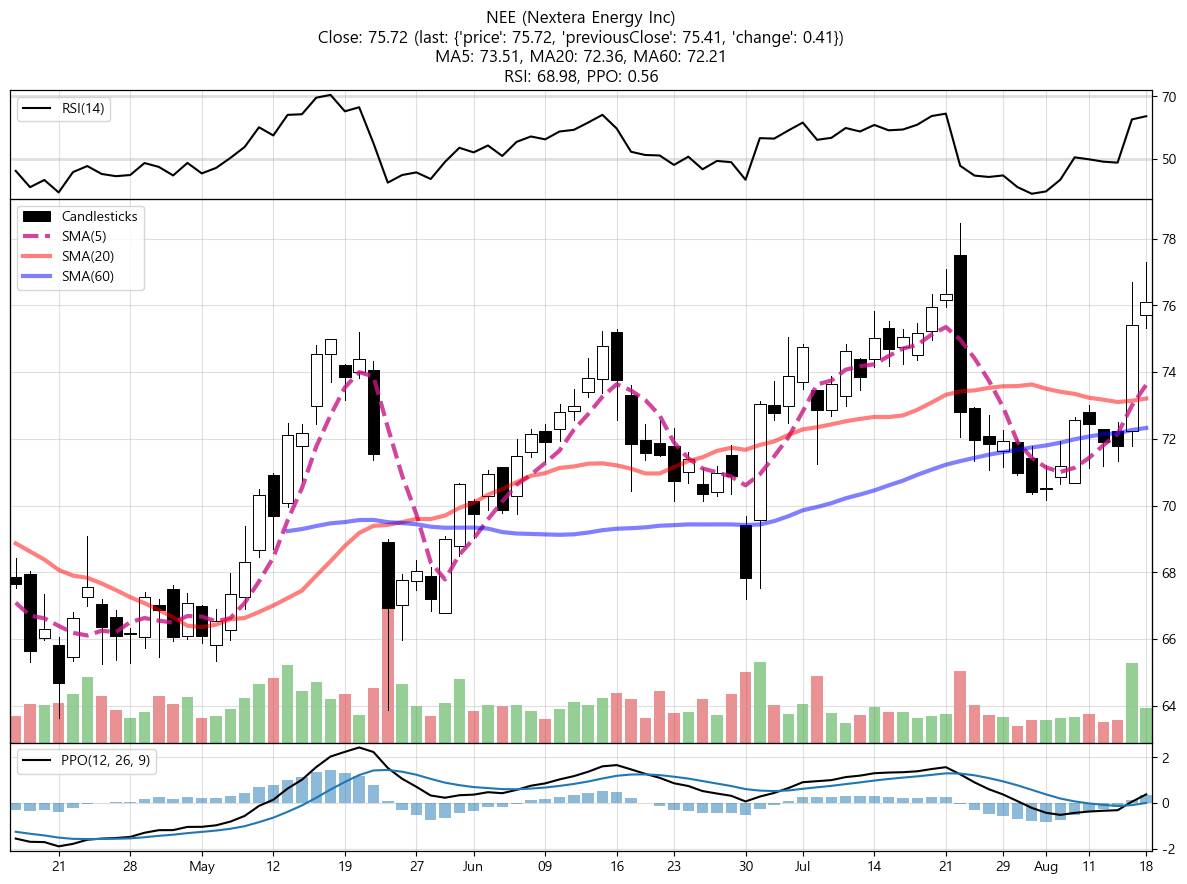 NEE (Nextera Energy Inc)
Close: 75.72 (last: {'price': 75.72, 'previousClose': 75.41, 'change': 0.41})
MA5: 73.51, MA20: 72.36, MA60: 72.21
RSI: 68.98, PPO: 0.56
RSI(14)
70
50
Candlesticks
SMA(5)
SMA(20)
SMA(60)
78
76
74
72
70
68
66
64
PPO(12, 26, 9)
2
0
-2
21 28 May 12 19 27 Jun 09 16 23 30 Jul 14 21 29 Aug 11 18